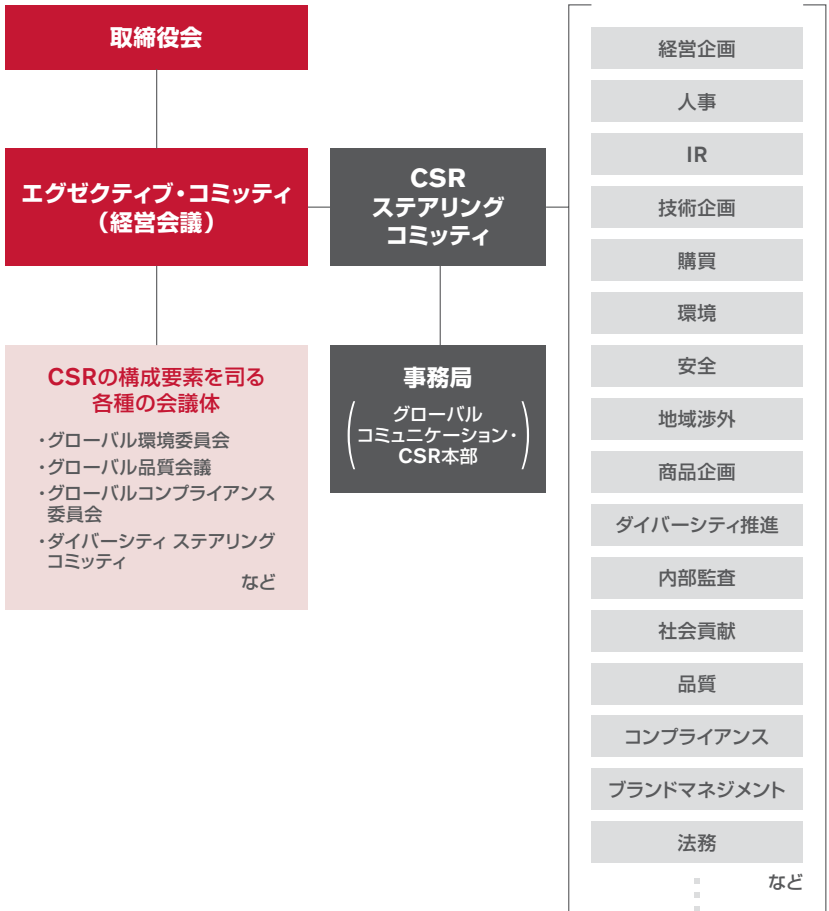 取締役会
エグゼクティブ・コミッティ
（経営会議）
CSR
ステアリング
コミッティ
CSRの構成要素を司る
各種の会議体
・グローバル環境委員会
・グローバル品質会議
・グローバルコンプライアンス
委員会
・ダイバーシティ ステアリング
コミッティ
など
事務局
（グローバル
コミュニケーション・
CSR本部）
経営企画
人事
IR
技術企画
購買
環境
安全
地域渉外
商品企画
ダイバーシティ推進
内部監査
社会貢献
品質
コンプライアンス
ブランドマネジメント
法務
など